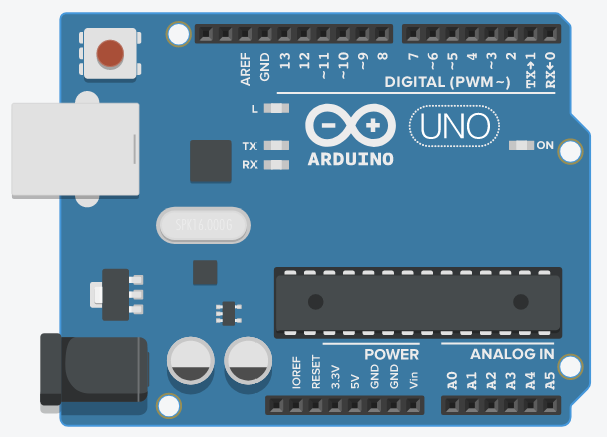 AREF
GND
13
12
~11
~10
~9
8
7
~6
~5
4
~3
2
TX→1
RX←0
DIGITAL (PWM~)
L
TX
RX
ARDUINO
UNO
ON
SPK16.000G
POWER
ANALOG IN
IOREF
RESET
3.3V
5V
GND
GND
Vin
A0
A1
A2
A3
A4
A5